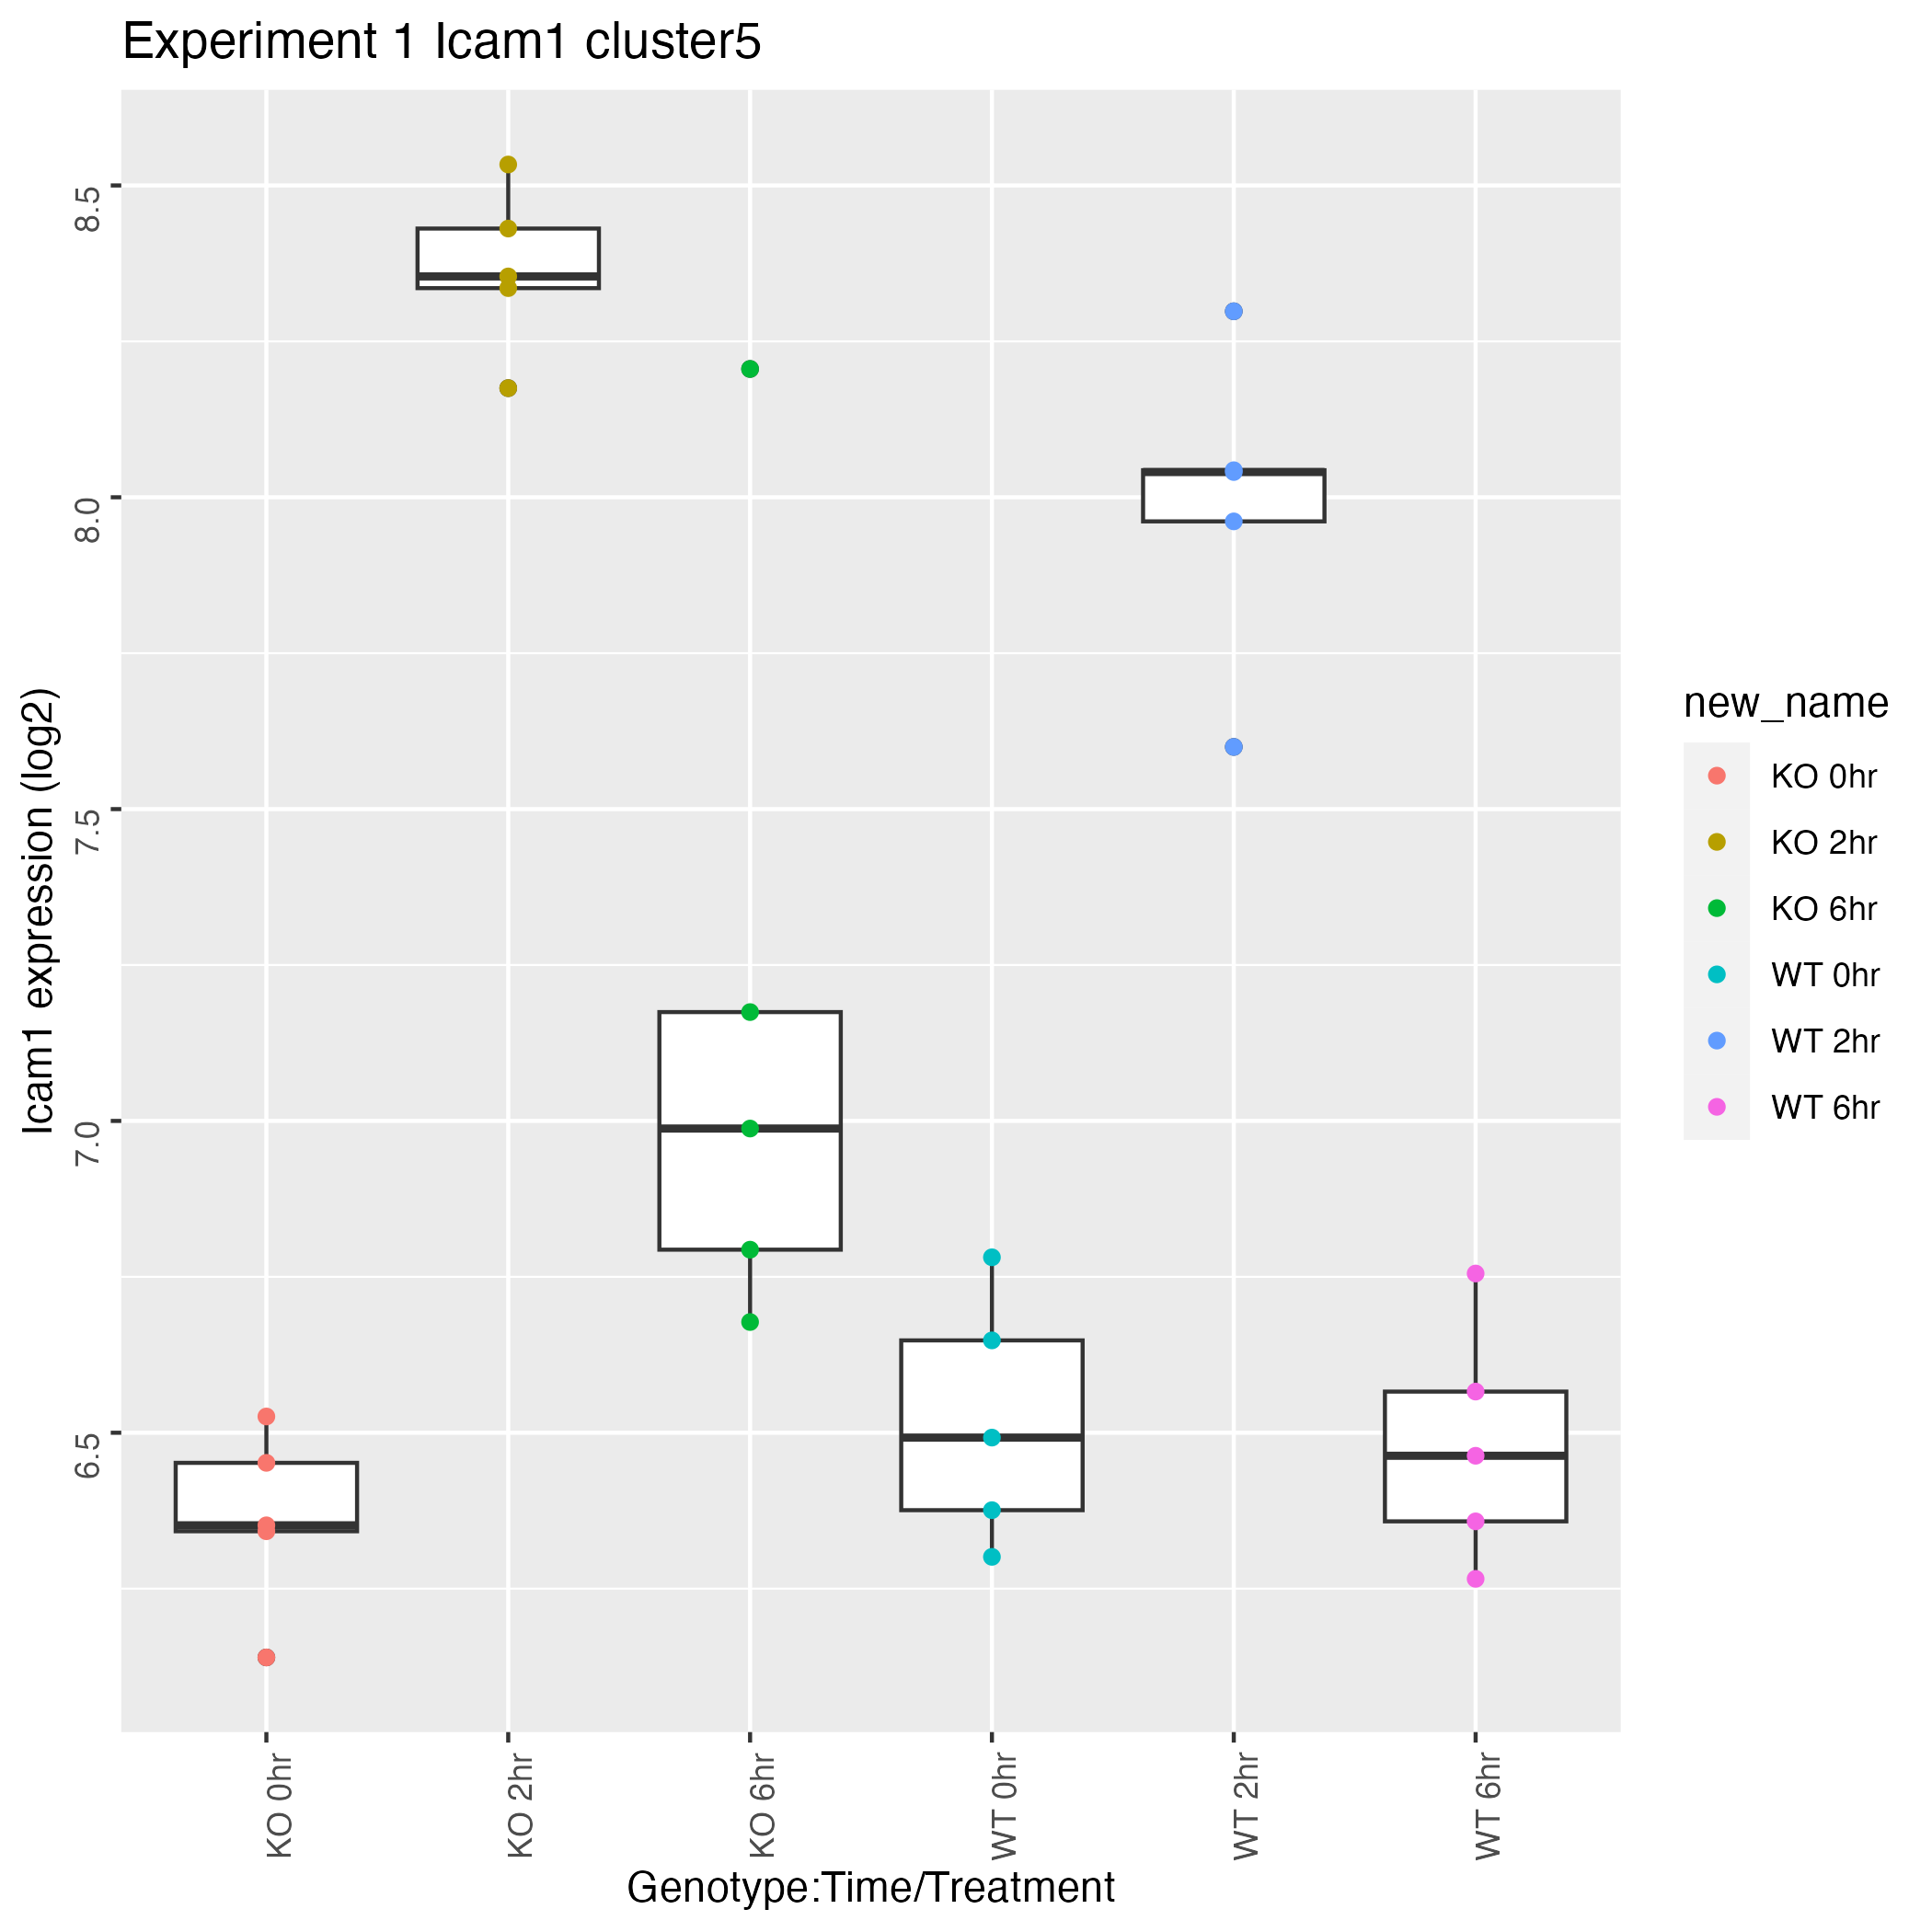 Experiment 1 Icam1 cluster5
Icam1 expression (log2)
8.5
8.0
7.5
7.0
6.5
KO 0hr
KO 2hr
KO 6hr
WT 0hr
WT 2hr
WT 6hr
Genotype:Time/Treatment
new_name
KO 0hr
KO 2hr
KO 6hr
WT 0hr
WT 2hr
WT 6hr